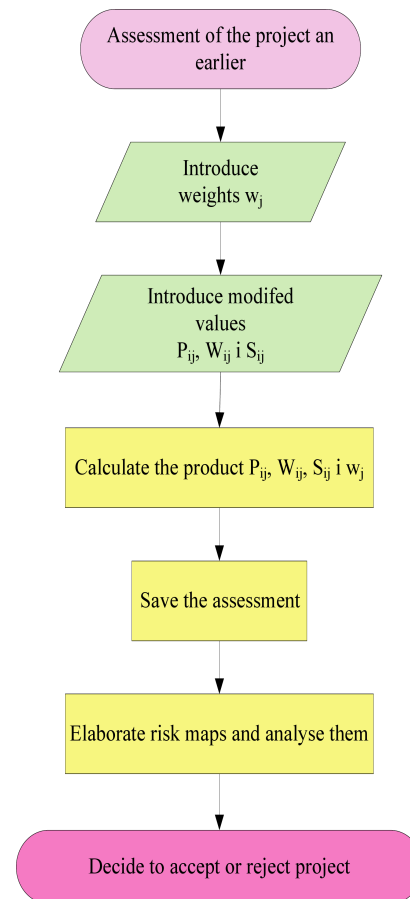 Assessment of the project an
earlier
Introduce
weights wⱼ
Introduce modifed
values
Pᵢⱼ, Wᵢⱼ i Sᵢⱼ
Calculate the product Pᵢⱼ, Wᵢⱼ, Sᵢⱼ i wⱼ
Save the assessment
Elaborate risk maps and analyse them
Decide to accept or reject project